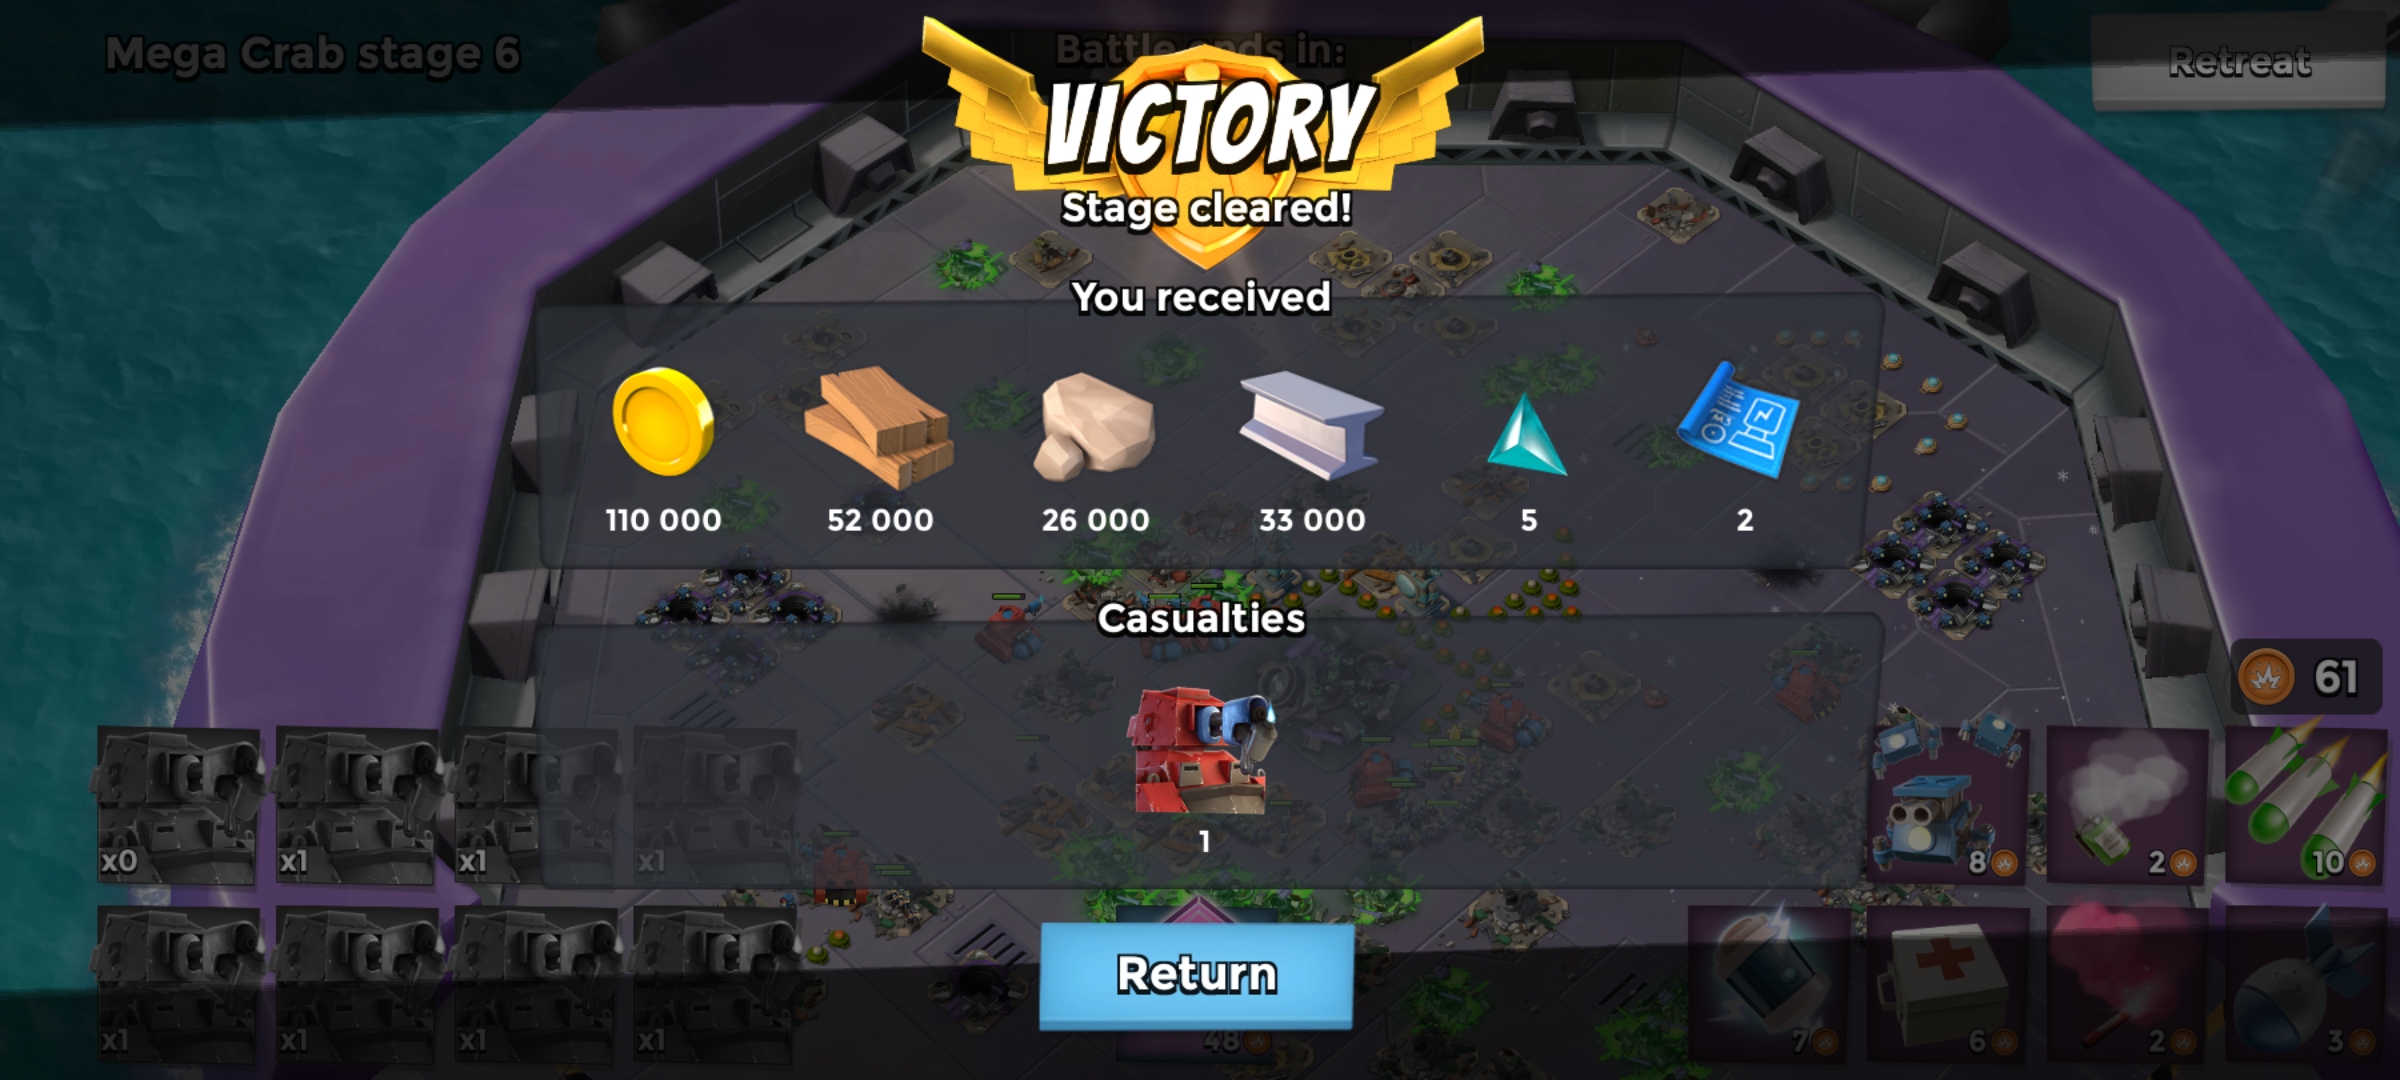 Mega Crab stage 6
Battle ends in:
Retreat
VICTORY
Stage cleared!
You received
110 000
52 000
26 000
33 000
5
2
Casualties
1
61
x0
x1
x1
x1
8
2
10
x1
x1
x1
x1
Return
48
7
6
2
3